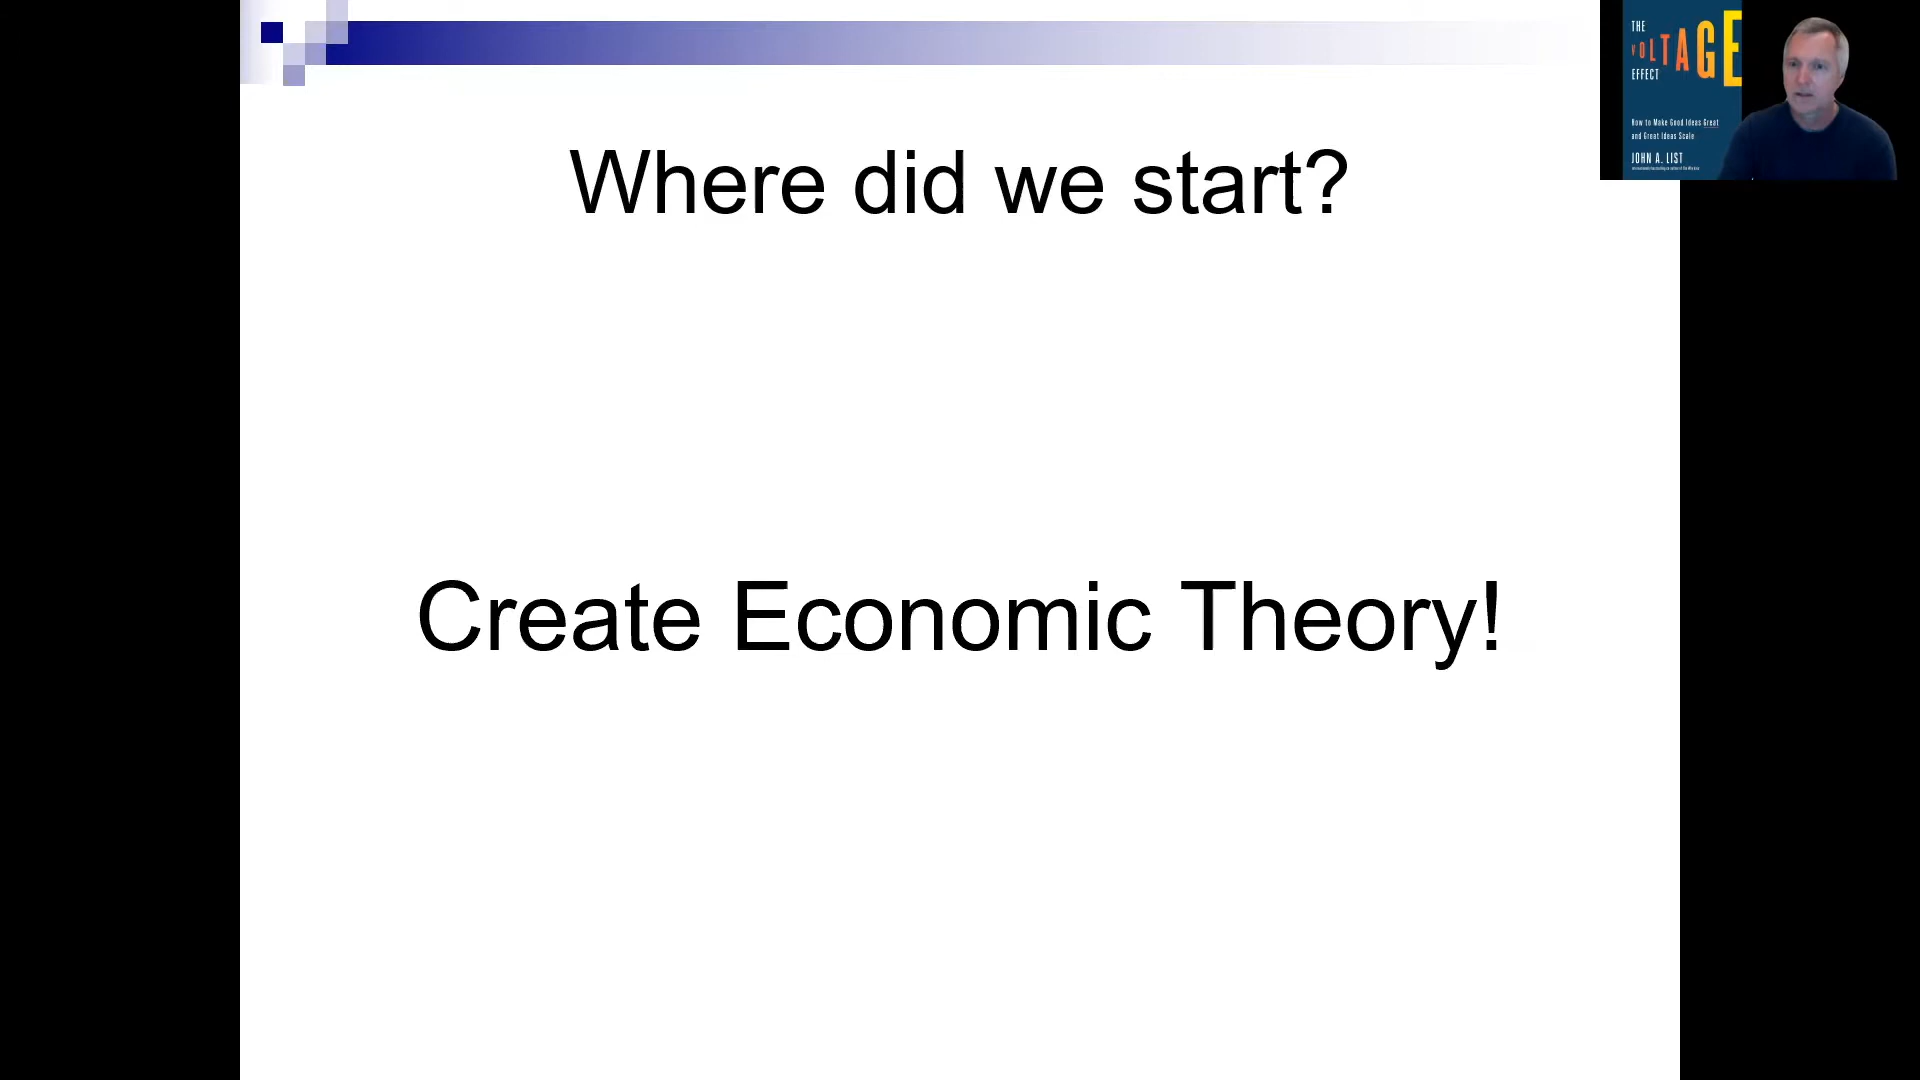 Where did we start?
Create Economic Theory!
THE
VOLTAGE
EFFECT
How to Make Good Ideas Great
and Great Ideas Scale
JOHN A. LIST